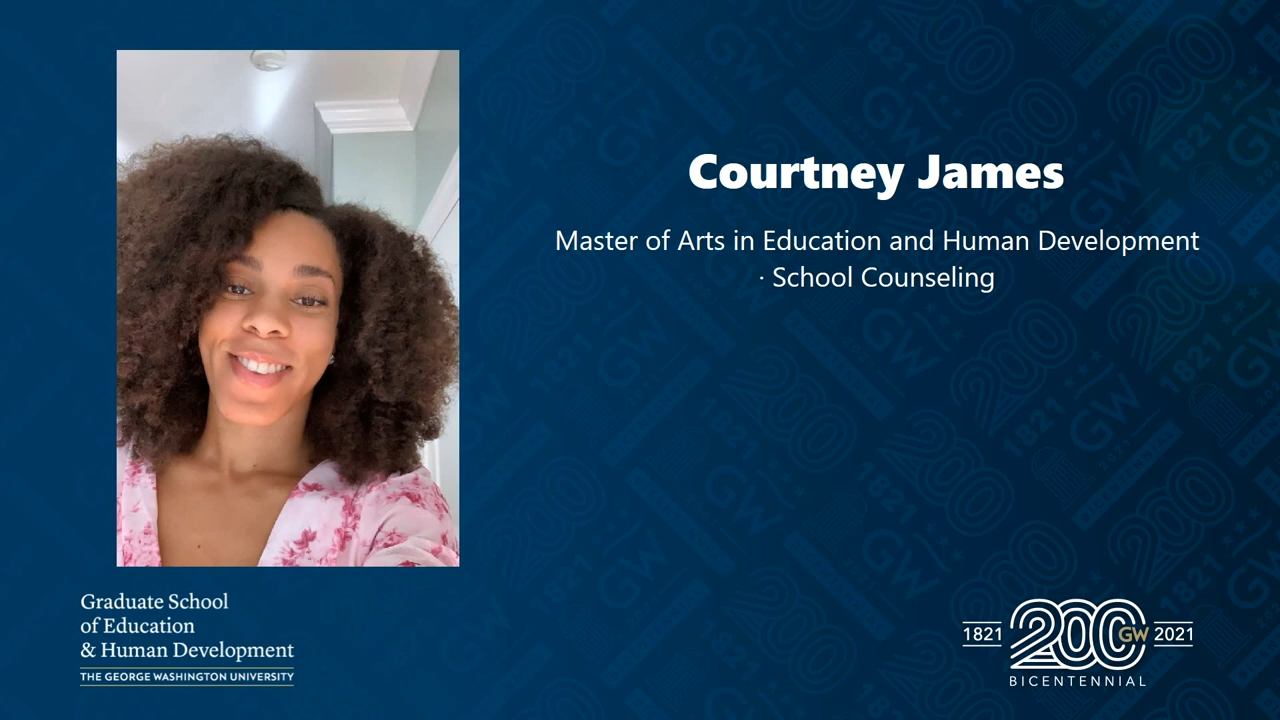 Courtney James
Master of Arts in Education and Human Development
· School Counseling
Graduate School
of Education
& Human Development
THE GEORGE WASHINGTON UNIVERSITY
1821 200 GW 2021
BICENTENNIAL